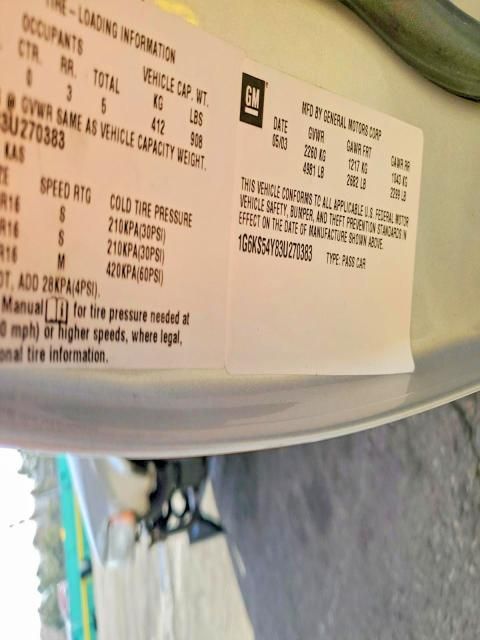 TIRE - LOADING INFORMATION
OCCUPANTS VEHICLE CAP. WT.
CTR. RR. TOTAL KG LBS
0 3 5 412 908
@ GVWR SAME AS VEHICLE CAPACITY WEIGHT.
3U270383
KAS
SPEED RTG COLD TIRE PRESSURE
R16 S 210KPA(30PSI)
R16 S 210KPA(30PSI)
R16 M 420KPA(60PSI)
ADD 28KPA(4PSI).
Manual for tire pressure needed at
0 mph) or higher speeds, where legal,
onal tire information.
GM
MFD BY GENERAL MOTORS CORP
DATE GVWR GAWR FRT GAWR RR
05/03 2260 KG 1217 KG 1043 KG
4981 LB 2682 LB 2299 LB
THIS VEHICLE CONFORMS TO ALL APPLICABLE U.S. FEDERAL MOTOR
VEHICLE SAFETY, BUMPER, AND THEFT PREVENTION STANDARDS IN
EFFECT ON THE DATE OF MANUFACTURE SHOWN ABOVE.
1G6KS54Y83U270383 TYPE: PASS CAR